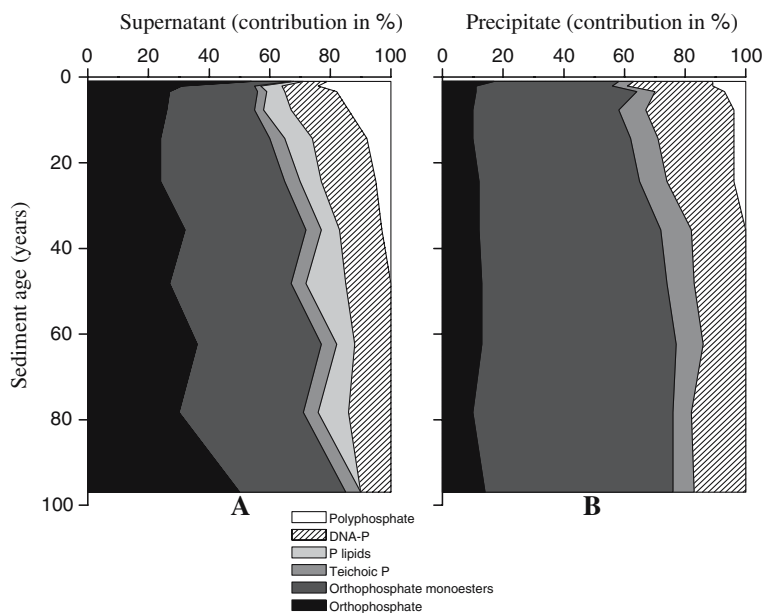 Supernatant (contribution in %)
Precipitate (contribution in %)
0 20 40 60 80 100
0 20 40 60 80 100
Sediment age (years)
0
20
40
60
80
100
A
B
Polyphosphate
DNA-P
P lipids
Teichoic P
Orthophosphate monoesters
Orthophosphate